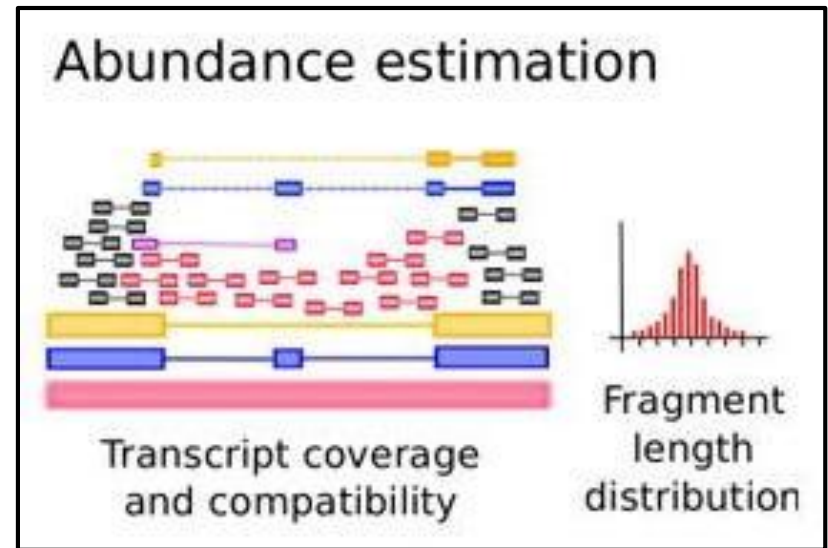 Abundance estimation
Transcript coverage
and compatibility
Fragment
length
distribution